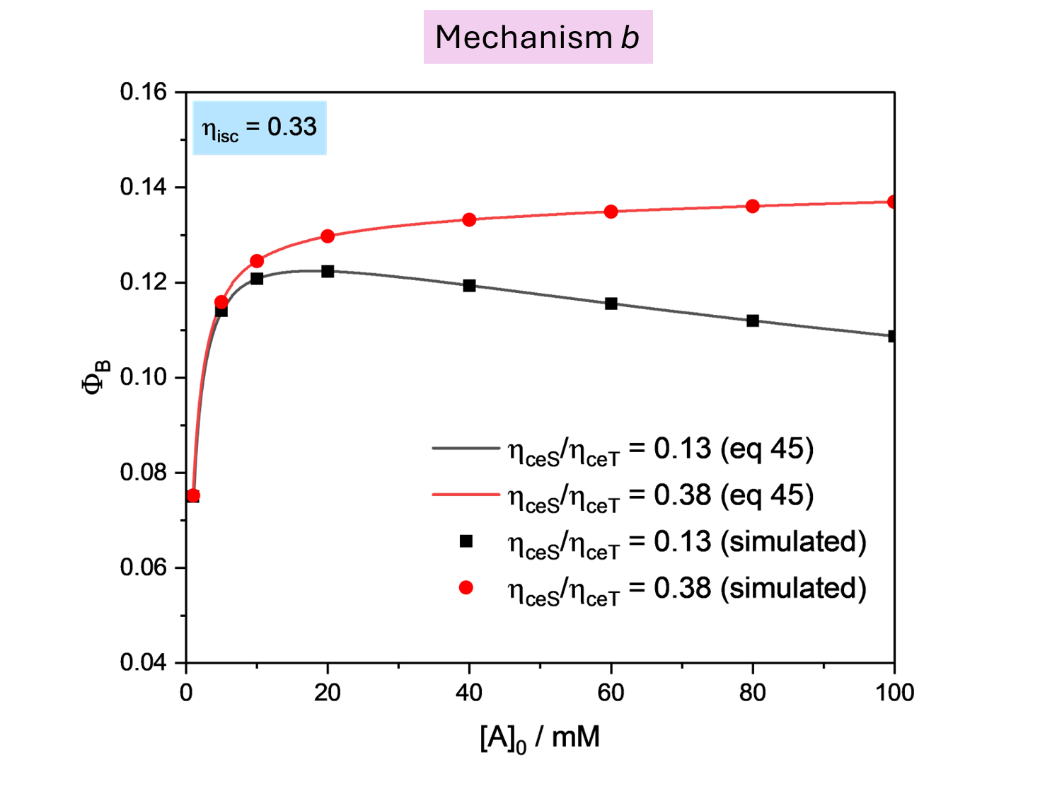 Mechanism b
0.16
η_isc = 0.33
0.14
0.12
0.10
Φ_B
η_ceS/η_ceT = 0.13 (eq 45)
0.08
η_ceS/η_ceT = 0.38 (eq 45)
η_ceS/η_ceT = 0.13 (simulated)
0.06
η_ceS/η_ceT = 0.38 (simulated)
0.04
0 20 40 60 80 100
[A]₀ / mM